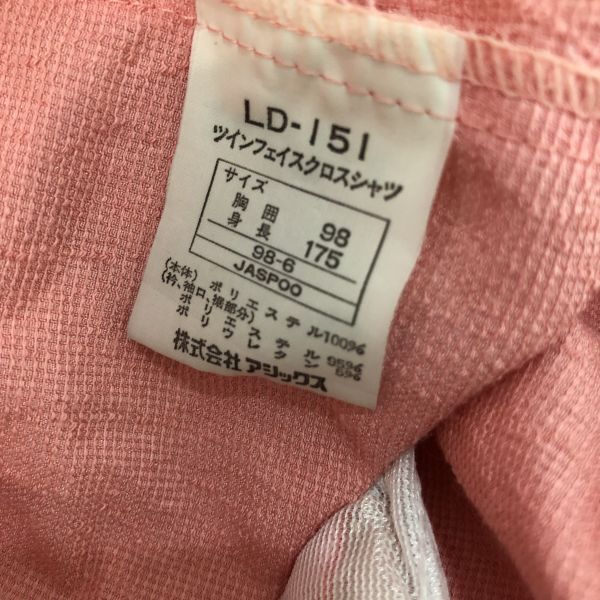 LD-151
ツインフェイスクロスシャツ
サイズ
胸囲 98
身長 175
98-6
JASPOO
(本体) ポリエステル100%
(衿、袖口、裾部分)
ポリエステル 95%
ポリウレタン 5%
株式会社アシックス